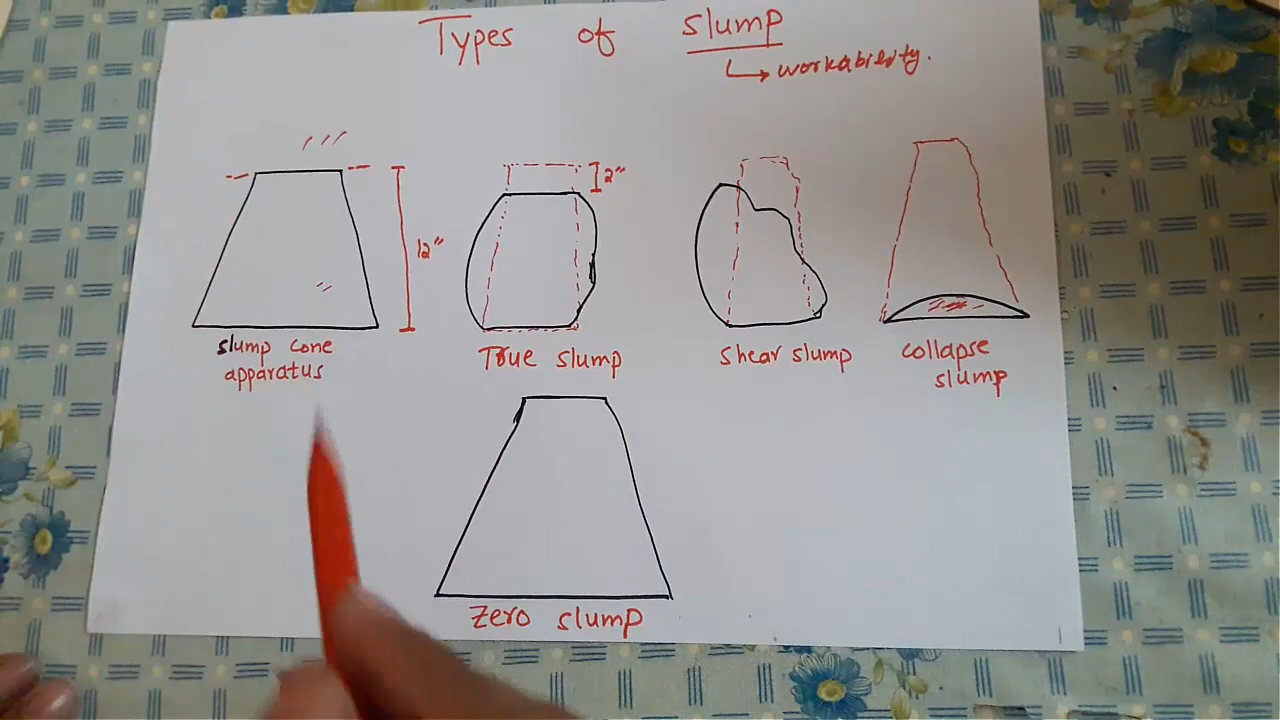 Types of slump
workability.
12"
2"
slump cone
apparatus
True slump
shear slump
collapse
slump
Zero slump